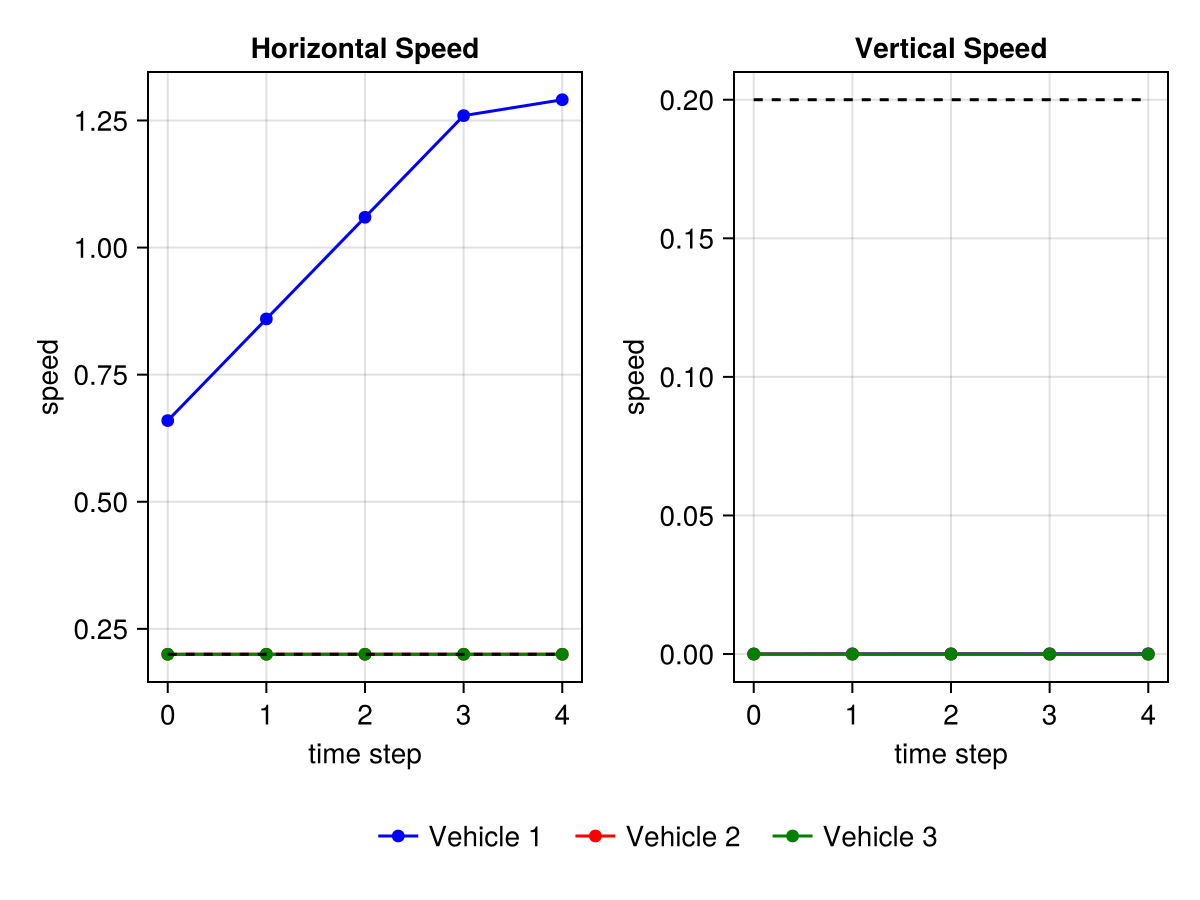 Horizontal Speed
1.25
1.00
0.75
0.50
0.25
speed
0 1 2 3 4
time step
Vertical Speed
0.20
0.15
0.10
0.05
0.00
speed
0 1 2 3 4
time step
Vehicle 1 Vehicle 2 Vehicle 3